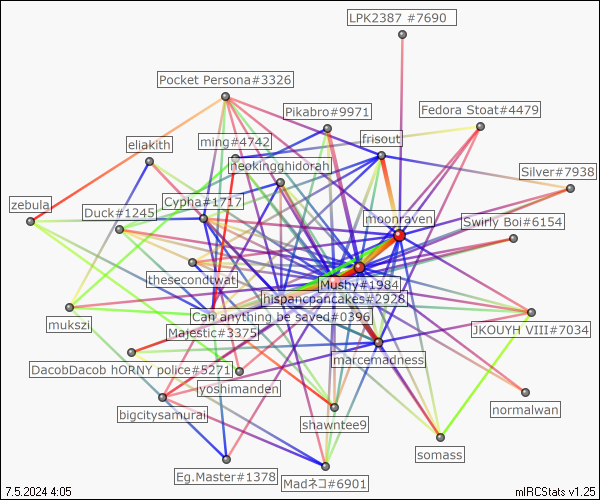 LPK2387 #7690
Pocket Persona#3326
Pikabro#9971
Fedora Stoat#4479
ming#4742
frisout
eliakith
neokingghidorah
Silver#7938
zebula
Cypha#1717
Duck#1245
moonraven
Swirly Boi#6154
thesecondtwat
Mushy#1984
hispancpancakes#2928
Can anything be saved#0396
mukszi
Majestic#3375
JKOUYH VIII#7034
marcemadness
DacobDacob hORNY police#5271
yoshimanden
bigcitysamurai
normalwan
shawntee9
somass
Eg.Master#1378
Madネコ#6901
7.5.2024 4:05
mIRCStats v1.25